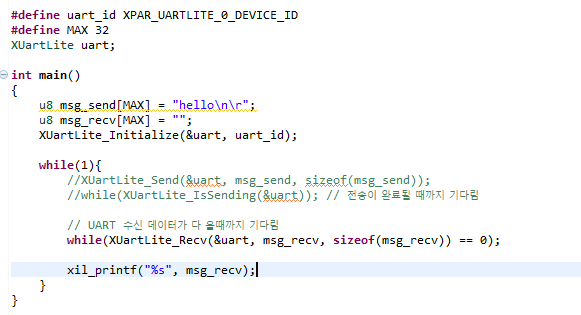 #define uart_id XPAR_UARTLITE_0_DEVICE_ID
#define MAX 32
XUartLite uart;
int main()
{
u8 msg_send[MAX] = "hello\n\r";
u8 msg_recv[MAX] = "";
XUartLite_Initialize(&uart, uart_id);
while(1){
//XUartLite_Send(&uart, msg_send, sizeof(msg_send));
//while(XUartLite_IsSending(&uart)); // 전송이 완료될 때까지 기다림
// UART 수신 데이터가 다 올때까지 기다림
while(XUartLite_Recv(&uart, msg_recv, sizeof(msg_recv)) == 0);
xil_printf("%s", msg_recv);
}
}